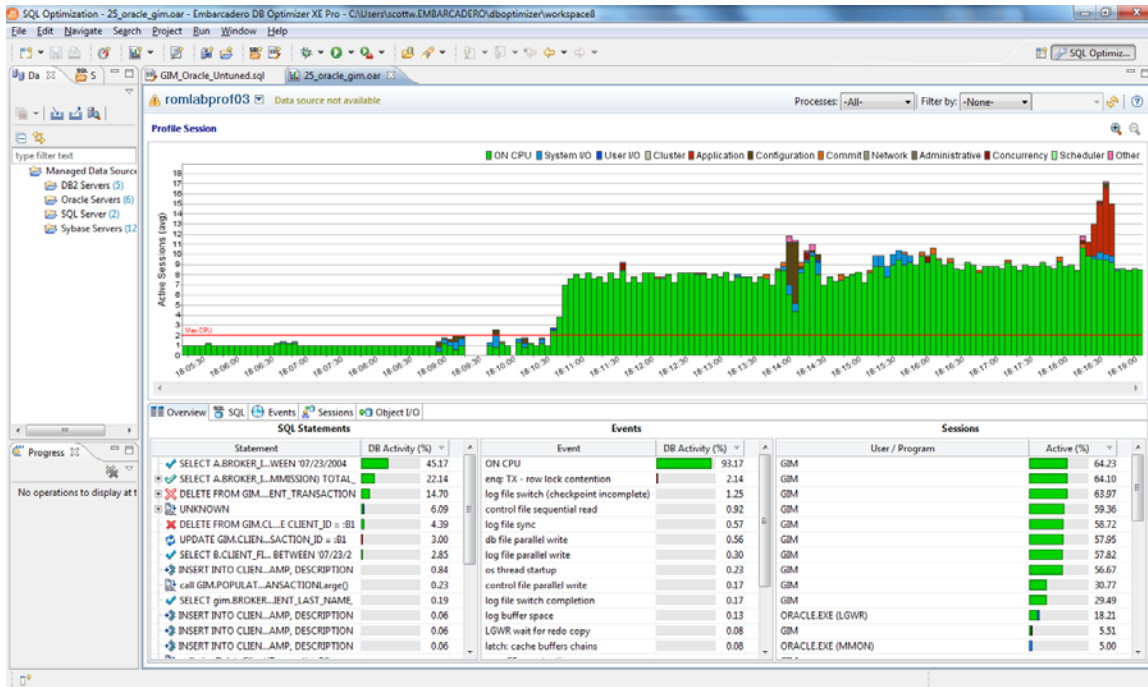 SQL Optimization - 25_oracle_gim.oar - Embarcadero DB Optimizer XE Pro - C:\Users\scottw.EMBARCADERO\dboptimizer\workspace8
File Edit Navigate Search Project Run Window Help
SQL Optimiz...
Da
S
GIM_Oracle_Untuned.sql
25_oracle_gim.oar
romlabprof03 Data source not available
Processes: -All- Filter by: -None-
Profile Session
type filter text
Managed Data Source
DB2 Servers (5)
Oracle Servers (6)
SQL Server (2)
Sybase Servers (12
ON CPU System I/O User I/O Cluster Application Configuration Commit Network Administrative Concurrency Scheduler Other
Active Sessions (avg)
18
17
16
15
14
13
12
11
10
9
8
7
6
5
4
3
2
1
0
Max CPU
18:05:30 18:06:00 18:06:30 18:07:00 18:07:30 18:08:00 18:08:30 18:09:00 18:09:30 18:10:00 18:10:30 18:11:00 18:11:30 18:12:00 18:12:30 18:13:00 18:13:30 18:14:00 18:14:30 18:15:00 18:15:30 18:16:00 18:16:30 18:17:00 18:17:30 18:18:00 18:18:30 18:19:00
Overview SQL Events Sessions Object I/O
Progress
No operations to display at t
SQL Statements
Statement DB Activity (%)
SELECT A.BROKER_I...WEEN '07/23/2004 45.17
SELECT A.BROKER_I...MMISSION) TOTAL_ 22.14
DELETE FROM GIM....ENT_TRANSACTION 14.70
UNKNOWN 6.09
DELETE FROM GIM.CL...E CLIENT_ID = :B1 4.39
UPDATE GIM.CLIEN...SACTION_ID = :B1 3.00
SELECT B.CLIENT_FI... BETWEEN '07/23/2 2.85
INSERT INTO CLIEN...AMP, DESCRIPTION 0.84
call GIM.POPULAT...ANSACTIONLarge() 0.23
SELECT gim.BROKER...IENT_LAST_NAME, 0.19
INSERT INTO CLIEN...AMP, DESCRIPTION 0.06
INSERT INTO CLIEN...AMP, DESCRIPTION 0.06
INSERT INTO CLIEN...AMP, DESCRIPTION 0.06
Events
Event DB Activity (%)
ON CPU 93.17
enq: TX - row lock contention 2.14
log file switch (checkpoint incomplete) 1.25
control file sequential read 0.92
log file sync 0.57
db file parallel write 0.56
log file parallel write 0.30
os thread startup 0.23
control file parallel write 0.17
log file switch completion 0.17
log buffer space 0.13
LGWR wait for redo copy 0.08
latch: cache buffers chains 0.08
Sessions
User / Program Active (%)
GIM 64.23
GIM 64.10
GIM 63.97
GIM 59.36
GIM 58.72
GIM 57.95
GIM 57.82
GIM 56.67
GIM 30.77
GIM 29.49
ORACLE.EXE (LGWR) 18.21
GIM 5.51
ORACLE.EXE (MMON) 5.00